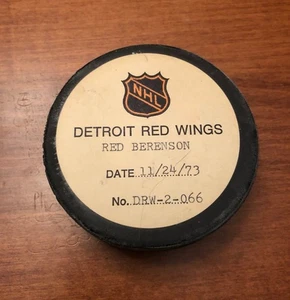 NHL
DETROIT RED WINGS
RED BERENSON
DATE 11/24/73
No. DRW-2-066